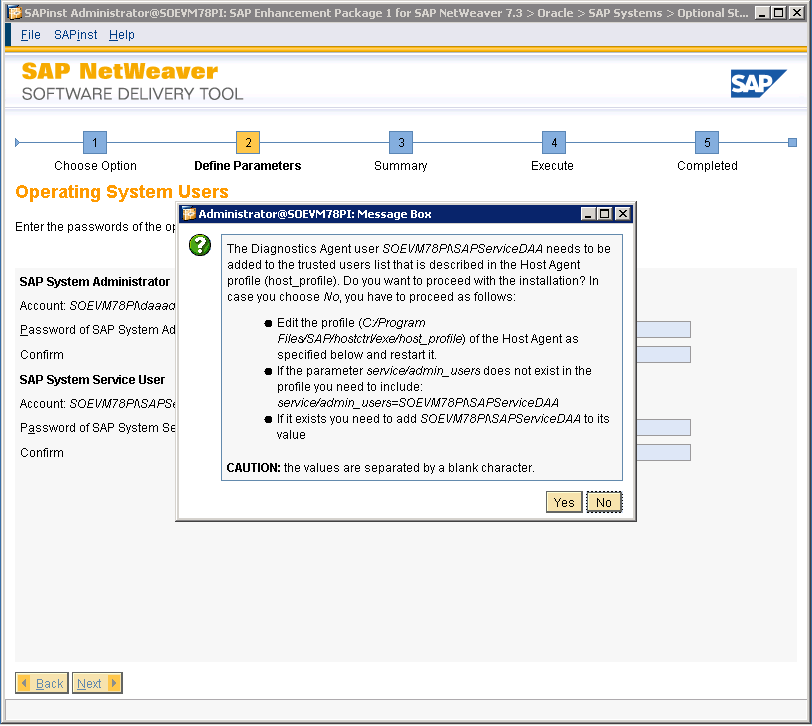 SAPinst Administrator@SOEVM78PI: SAP Enhancement Package 1 for SAP NetWeaver 7.3 > Oracle > SAP Systems > Optional St...
File SAPinst Help
SAP NetWeaver
SOFTWARE DELIVERY TOOL
SAP
1 2 3 4 5
Choose Option Define Parameters Summary Execute Completed
Operating System Users
Enter the passwords of the op
SAP System Administrator
Account: SOEVM78PI\daaad
Password of SAP System Ad
Confirm
SAP System Service User
Account: SOEVM78PI\SAPSe
Password of SAP System Se
Confirm
Administrator@SOEVM78PI: Message Box
?
The Diagnostics Agent user SOEVM78PI\SAPServiceDAA needs to be
added to the trusted users list that is described in the Host Agent
profile (host_profile). Do you want to proceed with the installation? In
case you choose No, you have to proceed as follows:
● Edit the profile (C:/Program
Files/SAP/hostctrl/exe/host_profile) of the Host Agent as
specified below and restart it.
● If the parameter service/admin_users does not exist in the
profile you need to include:
service/admin_users=SOEVM78PI\SAPServiceDAA
● If it exists you need to add SOEVM78PI\SAPServiceDAA to its
value
CAUTION: the values are separated by a blank character.
Yes No
Back Next